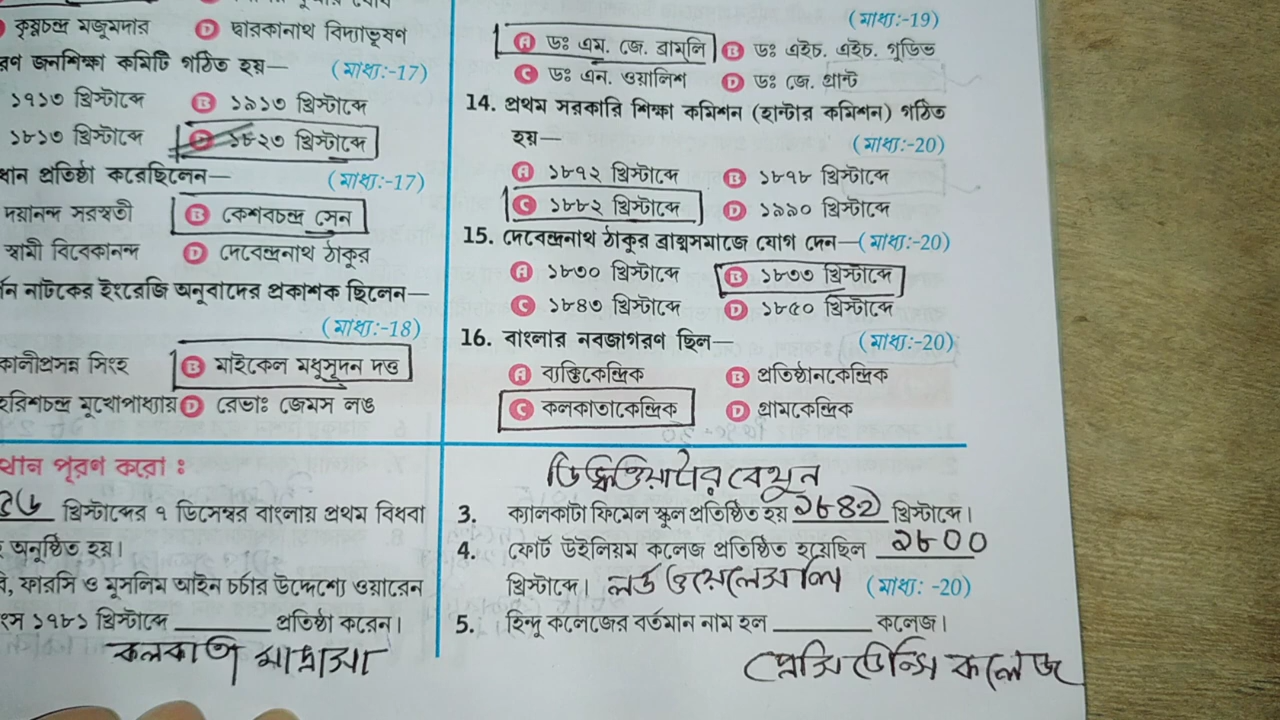 কৃষ্ণচন্দ্র মজুমদার D দ্বারকানাথ বিদ্যাভূষণ
রণ জনশিক্ষা কমিটি গঠিত হয়— (মাধ্য:-17)
১৭১৩ খ্রিস্টাব্দে B ১৯১৩ খ্রিস্টাব্দে
১৮১৩ খ্রিস্টাব্দে D ১৮২৩ খ্রিস্টাব্দে
ধান প্রতিষ্ঠা করেছিলেন— (মাধ্য:-17)
দয়ানন্দ সরস্বতী B কেশবচন্দ্র সেন
স্বামী বিবেকানন্দ D দেবেন্দ্রনাথ ঠাকুর
নাটকের ইংরেজি অনুবাদের প্রকাশক ছিলেন—
(মাধ্য:-18)
কালীপ্রসন্ন সিংহ B মাইকেল মধুসূদন দত্ত
হরিশচন্দ্র মুখোপাধ্যায় D রেভাঃ জেমস লঙ
থান পূরণ করো :
৫৬ খ্রিস্টাব্দের ৭ ডিসেম্বর বাংলায় প্রথম বিধবা
অনুষ্ঠিত হয়।
বি, ফারসি ও মুসলিম আইন চর্চার উদ্দেশ্যে ওয়ারেন
ংস ১৭৮১ খ্রিস্টাব্দে ________ প্রতিষ্ঠা করেন।
কলকাতা মাদ্রাসা
(মাধ্য:-19)
A ডঃ এম. জে. ব্রামলি B ডঃ এইচ. এইচ. গুডিভ
C ডঃ এন. ওয়ালিশ D ডঃ জে. গ্রান্ট
14. প্রথম সরকারি শিক্ষা কমিশন (হান্টার কমিশন) গঠিত
হয়— (মাধ্য:-20)
A ১৮৭২ খ্রিস্টাব্দে B ১৮৭৮ খ্রিস্টাব্দে
C ১৮৮২ খ্রিস্টাব্দে D ১৯৯০ খ্রিস্টাব্দে
15. দেবেন্দ্রনাথ ঠাকুর ব্রাহ্মসমাজে যোগ দেন— (মাধ্য:-20)
A ১৮৩০ খ্রিস্টাব্দে B ১৮৩৩ খ্রিস্টাব্দে
C ১৮৪৩ খ্রিস্টাব্দে D ১৮৫০ খ্রিস্টাব্দে
16. বাংলার নবজাগরণ ছিল— (মাধ্য:-20)
A ব্যক্তিকেন্দ্রিক B প্রতিষ্ঠানকেন্দ্রিক
C কলকাতাকেন্দ্রিক D গ্রামকেন্দ্রিক
বেথুন
3. ক্যালকাটা ফিমেল স্কুল প্রতিষ্ঠিত হয় ১৮৪৯ খ্রিস্টাব্দে।
4. ফোর্ট উইলিয়ম কলেজ প্রতিষ্ঠিত হয়েছিল ১৮০০
খ্রিস্টাব্দে। লর্ড ওয়েলেসলি (মাধ্য: -20)
5. হিন্দু কলেজের বর্তমান নাম হল ________ কলেজ।
প্রেসিডেন্সি কলেজ